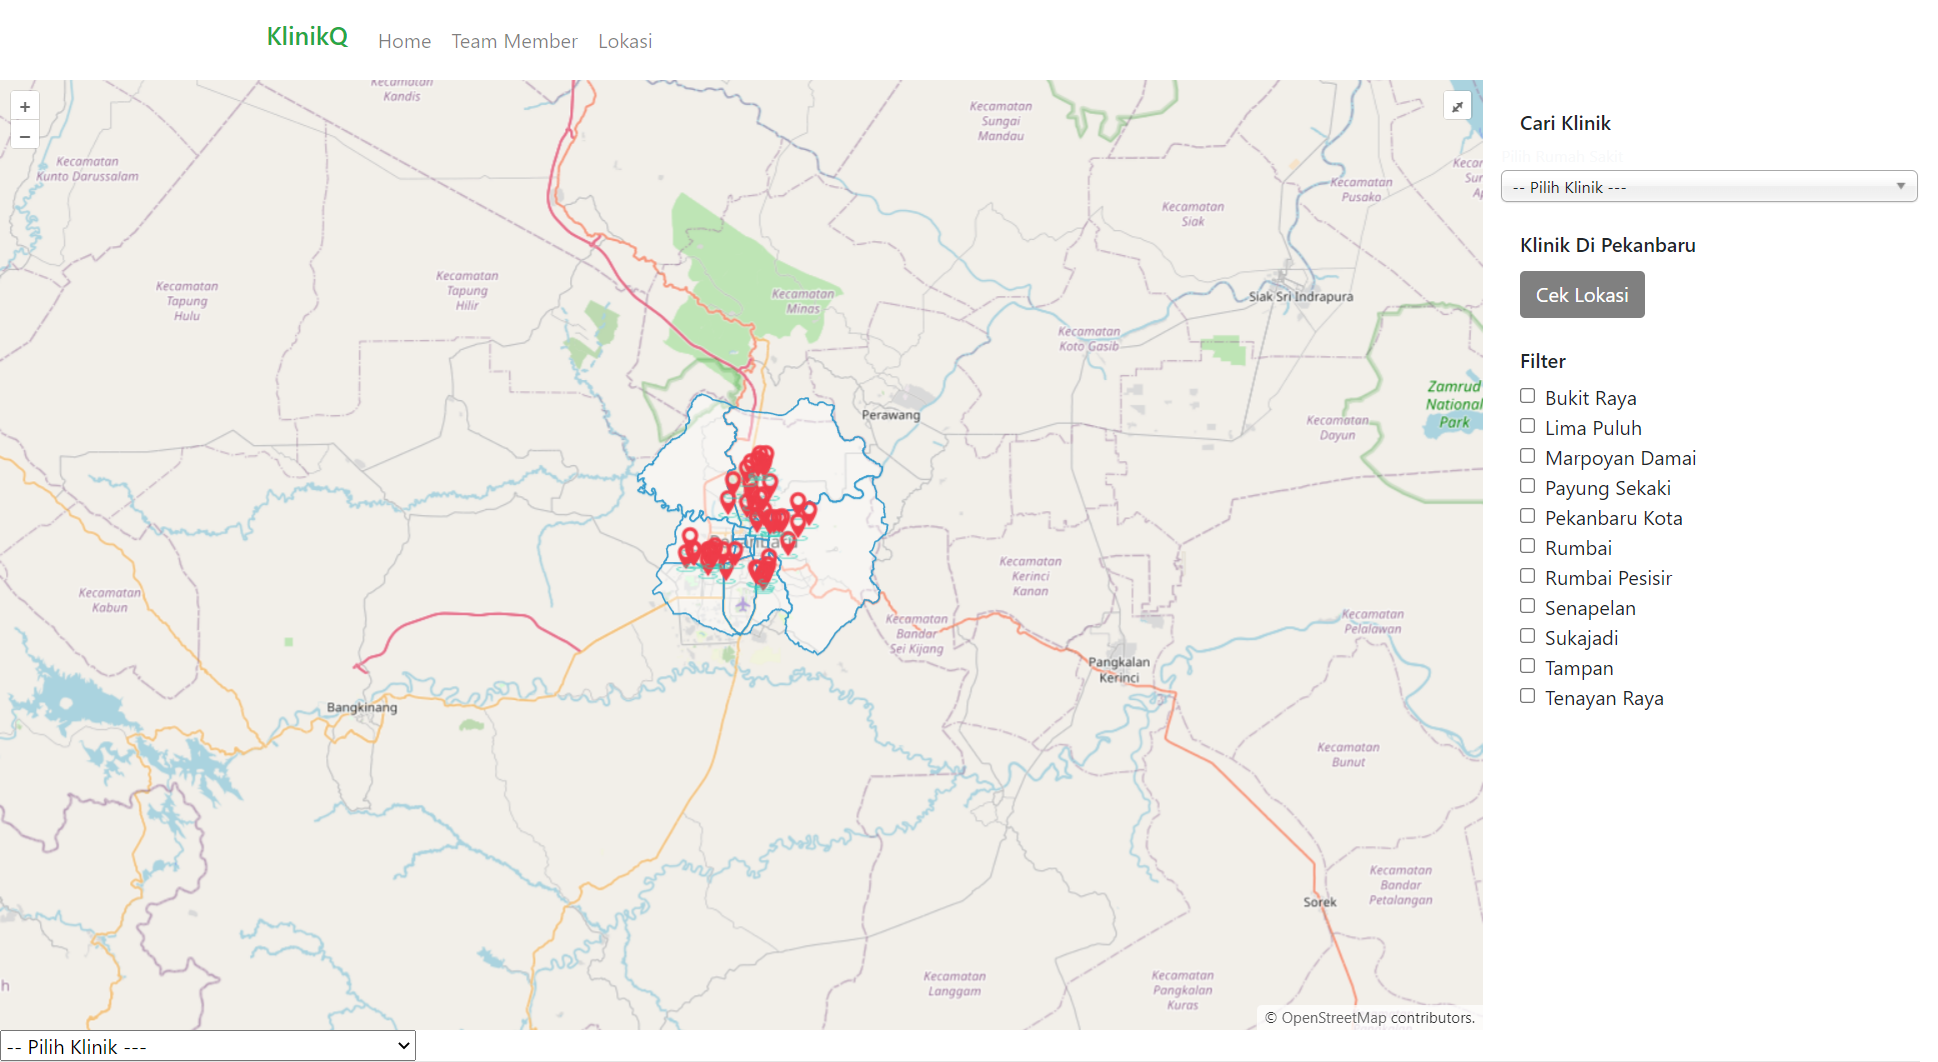 KlinikQ
Home
Team Member
Lokasi
+
−
Kecamatan
Kandis
Kecamatan
Sungai
Mandau
Kecamatan
Kunto Darussalam
Kecamatan
Pusako
Kecamatan
Siak
Kecamatan
Tapung
Hulu
Kecamatan
Tapung
Hilir
Kecamatan
Minas
Siak Sri Indrapura
Kecamatan
Koto Gasib
Perawang
Zamrud
National
Park
Kecamatan
Dayun
Kecamatan
Kabun
Kecamatan
Kerinci
Kanan
Kecamatan
Bandar
Sei Kijang
Kecamatan
Pelalawan
Pangkalan
Kerinci
Bangkinang
Kecamatan
Bunut
Kecamatan
Bandar
Petalangan
Sorek
Kecamatan
Langgam
Kecamatan
Pangkalan
Kuras
© OpenStreetMap contributors.
-- Pilih Klinik ---
Cari Klinik
Pilih Rumah Sakit
-- Pilih Klinik ---
Klinik Di Pekanbaru
Cek Lokasi
Filter
Bukit Raya
Lima Puluh
Marpoyan Damai
Payung Sekaki
Pekanbaru Kota
Rumbai
Rumbai Pesisir
Senapelan
Sukajadi
Tampan
Tenayan Raya